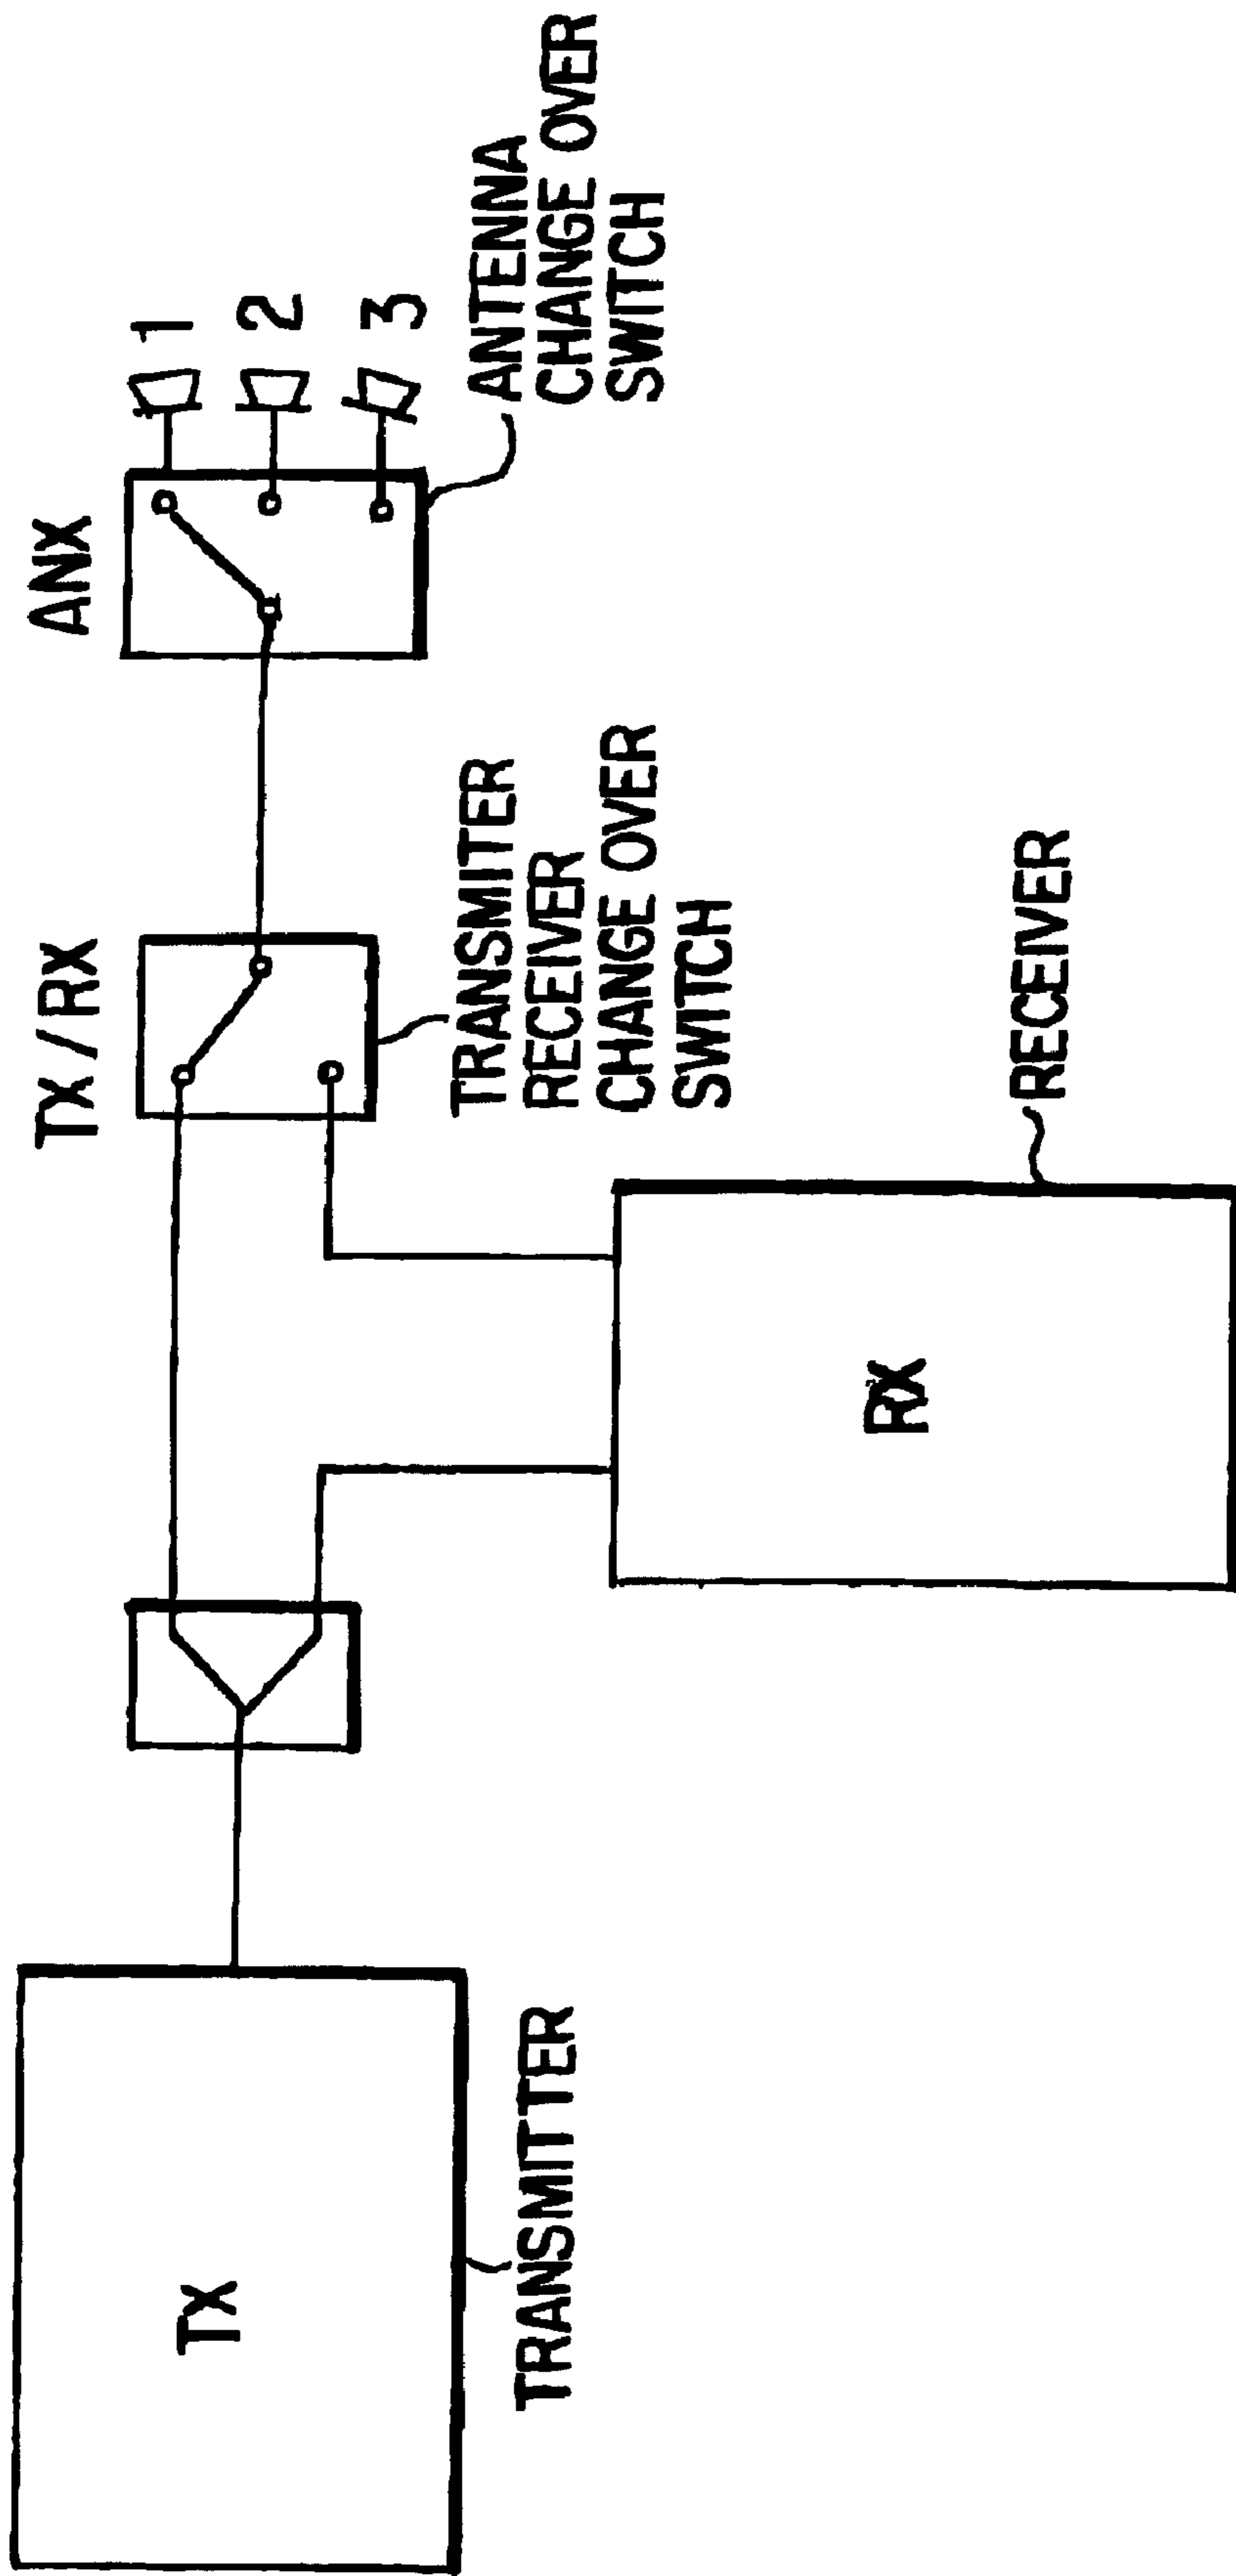 ANX
1
2
3
ANTENNA
CHANGE OVER
SWITCH
TX / RX
TRANSMITER
RECEIVER
CHANGE OVER
SWITCH
RECEIVER
RX
TX
TRANSMITTER